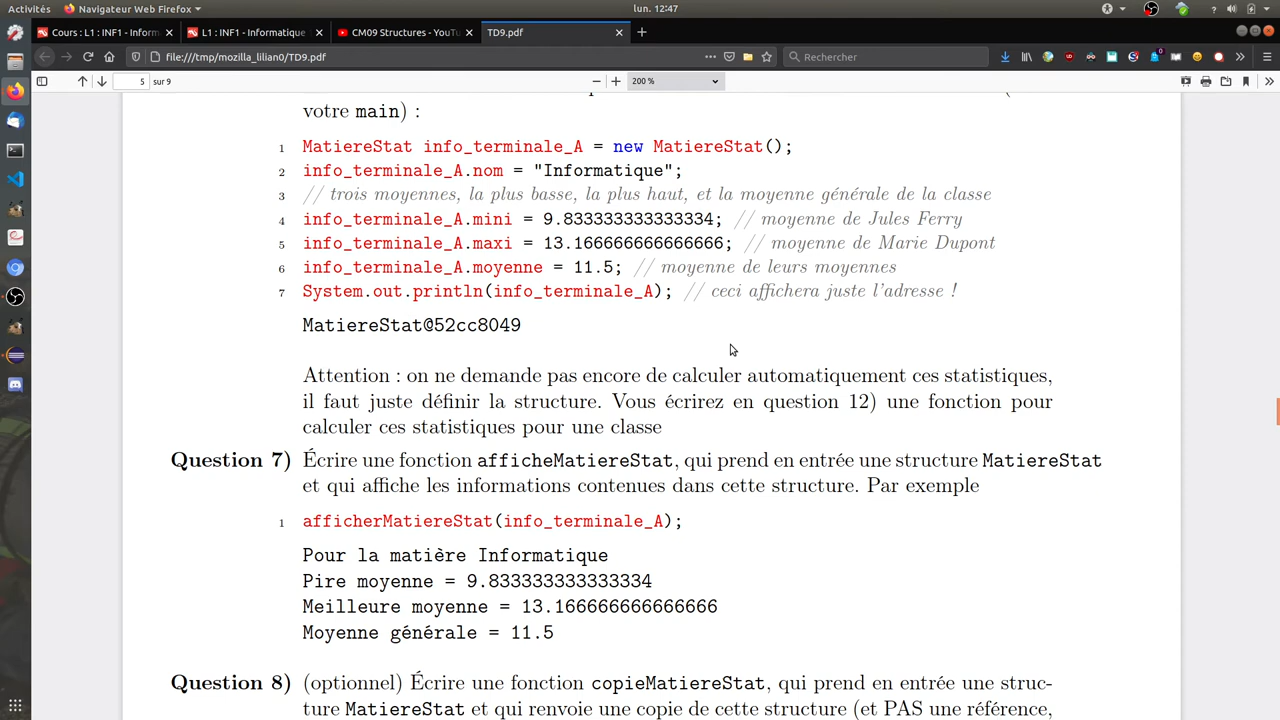 Activités
Navigateur Web Firefox
lun. 12:47
Cours : L1 : INF1 - Inform
L1 : INF1 - Informatique
CM09 Structures - YouTu
TD9.pdf
file:///tmp/mozilla_lilian0/TD9.pdf
Rechercher
5 sur 9
200 %
votre main) :
1 MatiereStat info_terminale_A = new MatiereStat();
2 info_terminale_A.nom = "Informatique";
3 // trois moyennes, la plus basse, la plus haut, et la moyenne générale de la classe
4 info_terminale_A.mini = 9.833333333333334; // moyenne de Jules Ferry
5 info_terminale_A.maxi = 13.166666666666666; // moyenne de Marie Dupont
6 info_terminale_A.moyenne = 11.5; // moyenne de leurs moyennes
7 System.out.println(info_terminale_A); // ceci affichera juste l'adresse !
MatiereStat@52cc8049
Attention : on ne demande pas encore de calculer automatiquement ces statistiques,
il faut juste définir la structure. Vous écrirez en question 12) une fonction pour
calculer ces statistiques pour une classe
Question 7) Écrire une fonction afficheMatiereStat, qui prend en entrée une structure MatiereStat
et qui affiche les informations contenues dans cette structure. Par exemple
1 afficherMatiereStat(info_terminale_A);
Pour la matière Informatique
Pire moyenne = 9.833333333333334
Meilleure moyenne = 13.166666666666666
Moyenne générale = 11.5
Question 8) (optionnel) Écrire une fonction copieMatiereStat, qui prend en entrée une struc-
ture MatiereStat et qui renvoie une copie de cette structure (et PAS une référence,